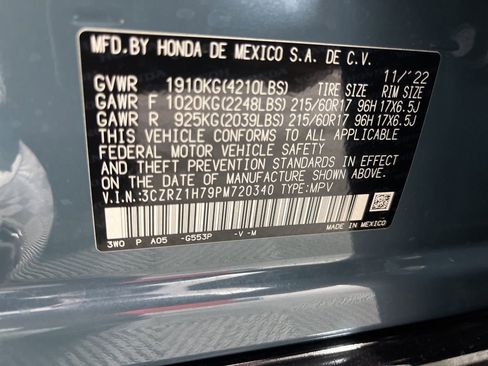 MFD.BY HONDA DE MEXICO S.A. DE C.V.
11/'22
GVWR 1910KG(4210LBS) TIRE SIZE RIM SIZE
GAWR F 1020KG(2248LBS) 215/60R17 96H 17X6.5J
GAWR R 925KG(2039LBS) 215/60R17 96H 17X6.5J
THIS VEHICLE CONFORMS TO ALL APPLICABLE
FEDERAL MOTOR VEHICLE SAFETY
AND THEFT PREVENTION STANDARDS IN EFFECT
ON THE DATE OF MANUFACTURE SHOWN ABOVE.
V.I.N.:3CZRZ1H79PM720340 TYPE:MPV
3W0 P A05 -G553P -V -M
MADE IN MEXICO